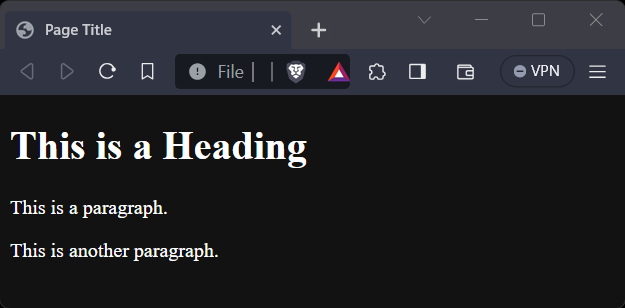 Page Title
File
VPN
This is a Heading
This is a paragraph.
This is another paragraph.